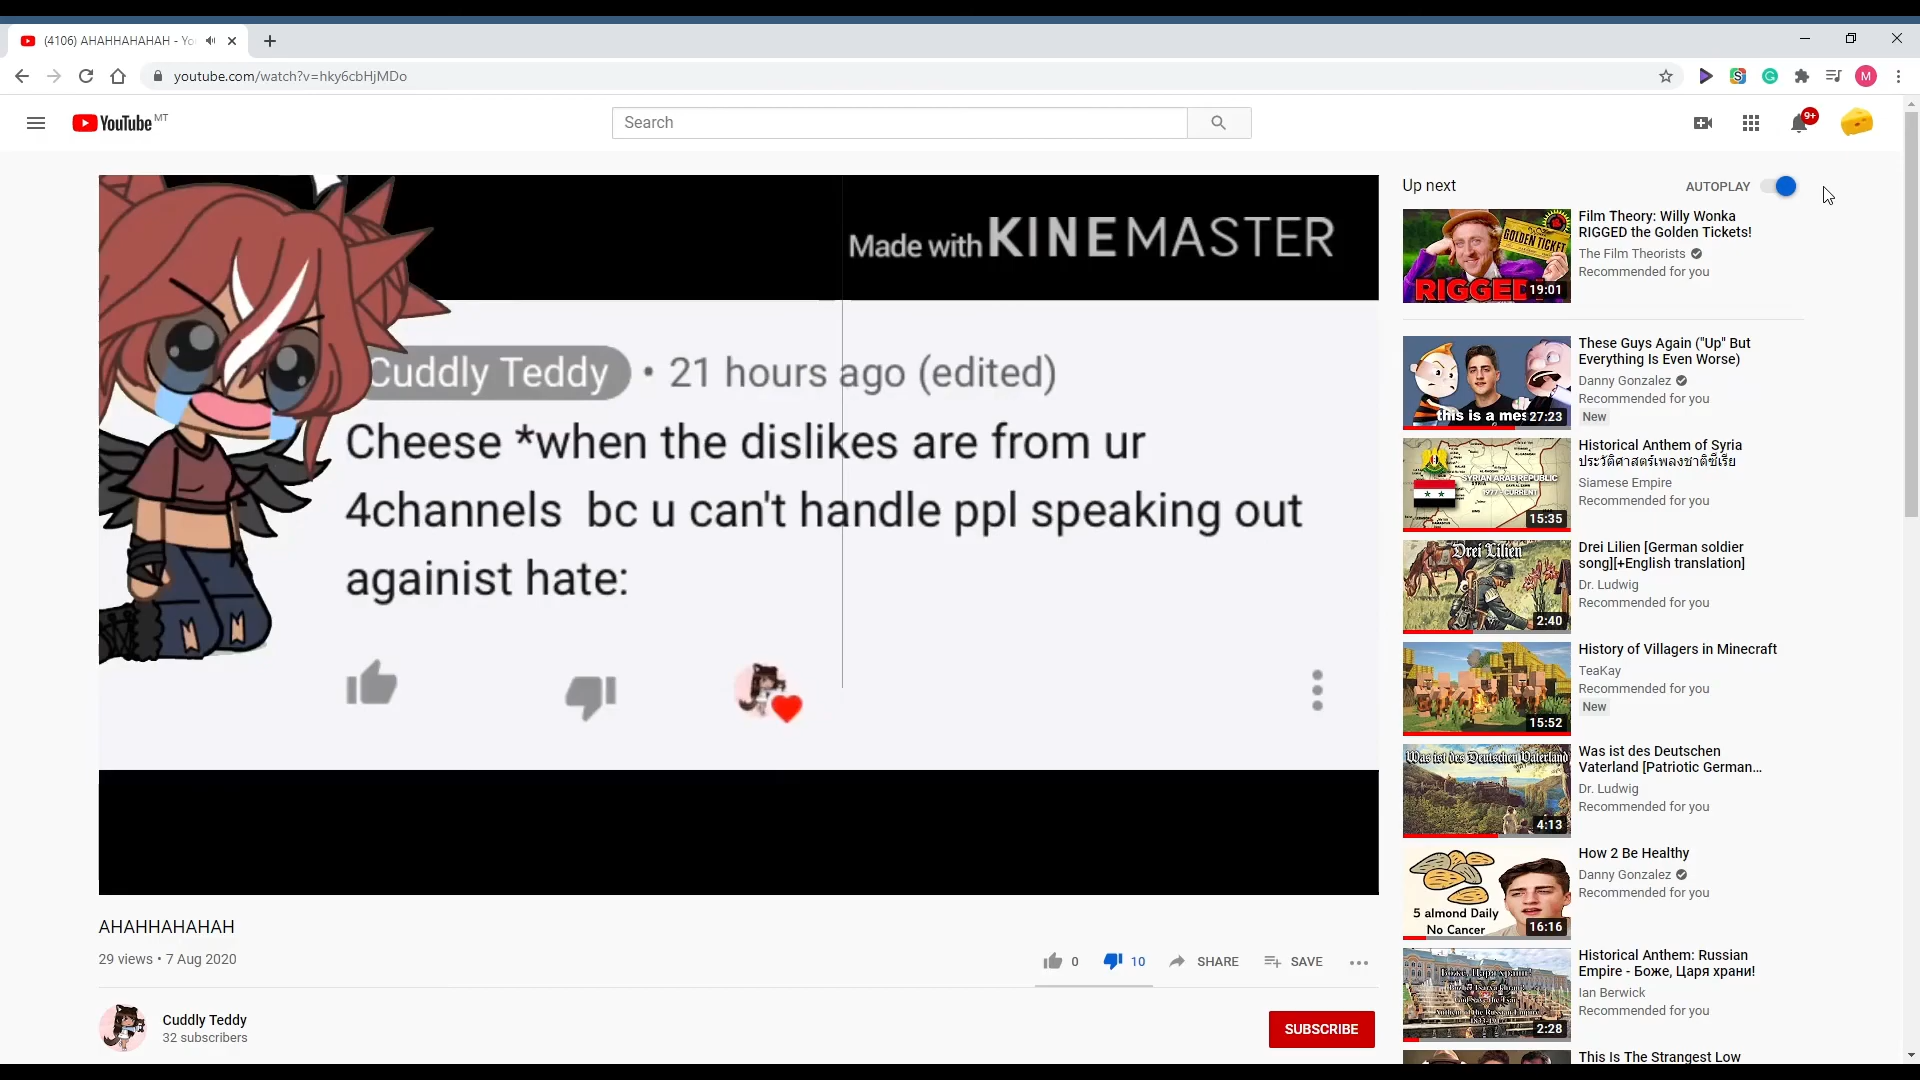 (4106) AHAHHAHAHAH - Yo
youtube.com/watch?v=hky6cbHjMDo
M
YouTube MT
Search
9+
Made with KINEMASTER
Cuddly Teddy • 21 hours ago (edited)
Cheese *when the dislikes are from ur
4channels bc u can't handle ppl speaking out
againist hate:
AHAHHAHAHAH
29 views • 7 Aug 2020
0
10
SHARE
SAVE
Cuddly Teddy
32 subscribers
SUBSCRIBE
Up next
AUTOPLAY
GOLDEN TICKET
RIGGED
19:01
Film Theory: Willy Wonka
RIGGED the Golden Tickets!
The Film Theorists
Recommended for you
this is a mes
27:23
These Guys Again ("Up" But
Everything Is Even Worse)
Danny Gonzalez
Recommended for you
New
SYRIAN ARAB REPUBLIC
1977 - CURRENT
15:35
Historical Anthem of Syria
ประวัติศาสตร์เพลงชาติซีเรีย
Siamese Empire
Recommended for you
Drei Lilien
2:40
Drei Lilien [German soldier
song][+English translation]
Dr. Ludwig
Recommended for you
15:52
History of Villagers in Minecraft
TeaKay
Recommended for you
New
Was ist des Deutschen Vaterland
4:13
Was ist des Deutschen
Vaterland [Patriotic German...
Dr. Ludwig
Recommended for you
5 almond Daily
No Cancer
16:16
How 2 Be Healthy
Danny Gonzalez
Recommended for you
2:28
Historical Anthem: Russian
Empire - Боже, Царя храни!
Ian Berwick
Recommended for you
This Is The Strangest Low